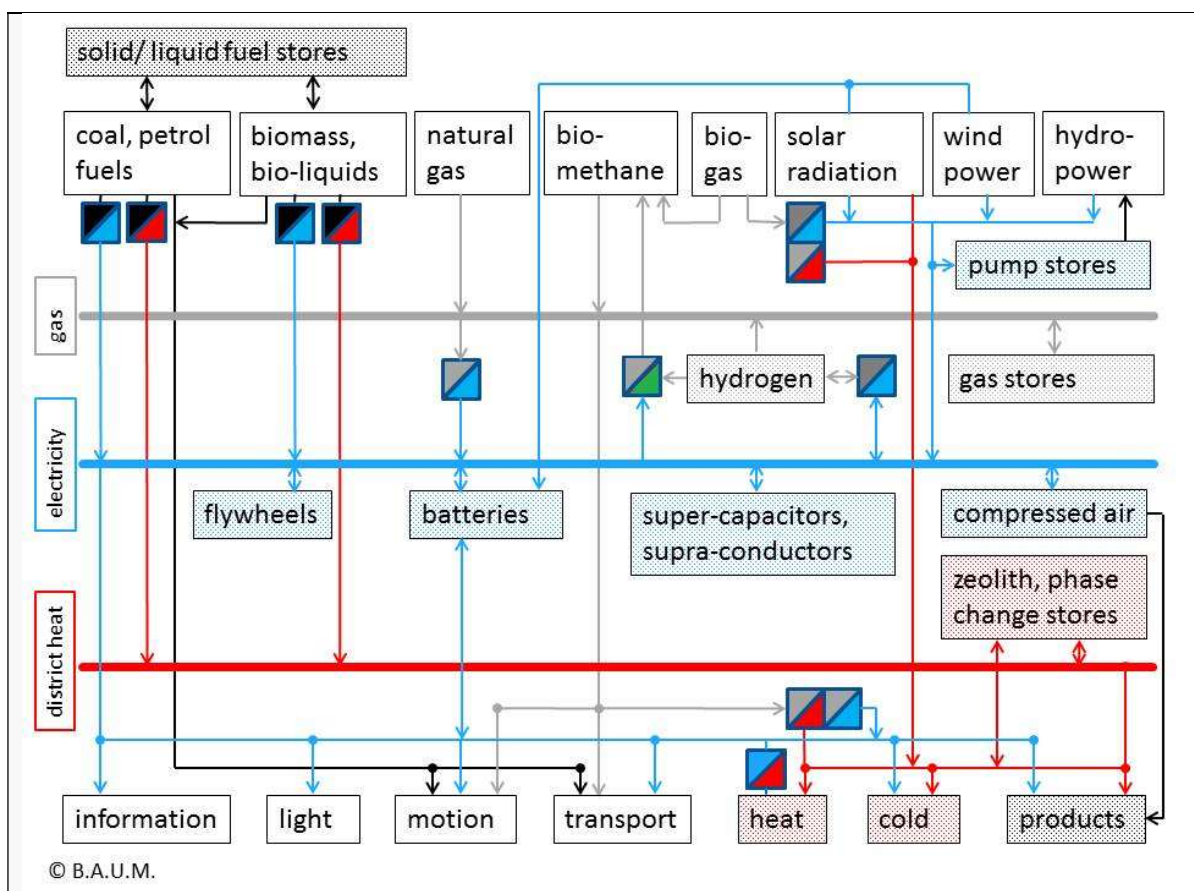 solid/ liquid fuel stores
coal, petrol
fuels
biomass,
bio-liquids
natural
gas
bio-
methane
bio-
gas
solar
radiation
wind
power
hydro-
power
pump stores
gas
hydrogen
gas stores
electricity
flywheels
batteries
super-capacitors,
supra-conductors
compressed air
zeolith, phase
change stores
district heat
information
light
motion
transport
heat
cold
products
© B.A.U.M.